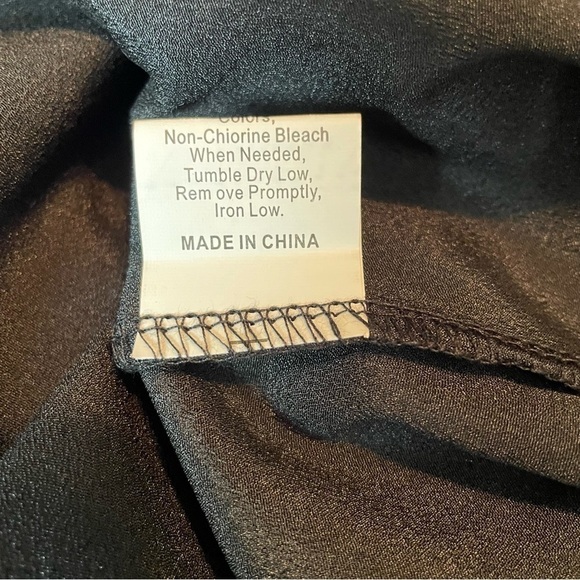 Colors,
Non-Chiorine Bleach
When Needed,
Tumble Dry Low,
Rem ove Promptly,
Iron Low.
MADE IN CHINA